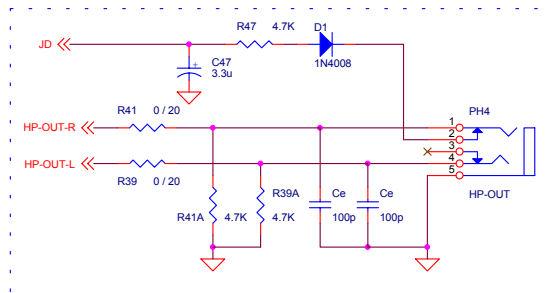 R47 4.7K D1
JD
1N4008
C47
3.3u
+
R41 0 / 20
PH4
HP-OUT-R
1
2
3
HP-OUT-L
4
5
R39 0 / 20
HP-OUT
R39A
Ce Ce
R41A 4.7K 4.7K
100p 100p